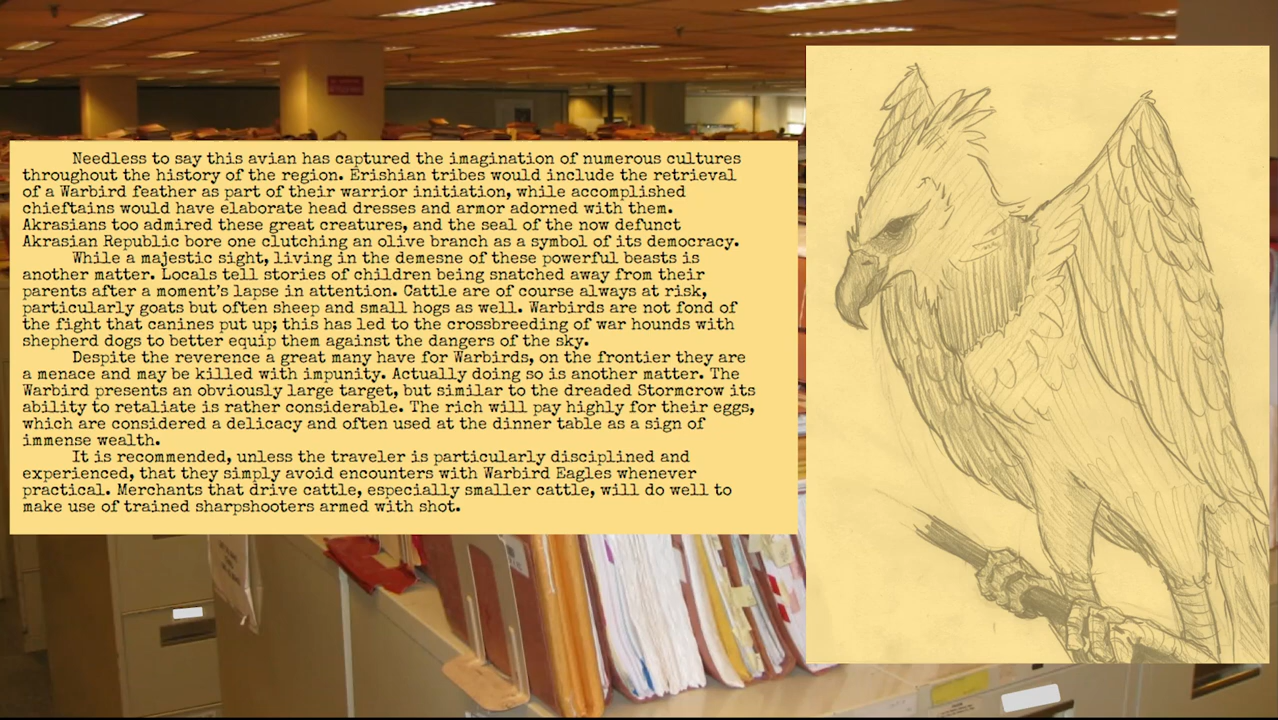 Needless to say this avian has captured the imagination of numerous cultures
throughout the history of the region. Erishian tribes would include the retrieval
of a Warbird feather as part of their warrior initiation, while accomplished
chieftains would have elaborate head dresses and armor adorned with them.
Akrasians too admired these great creatures, and the seal of the now defunct
Akrasian Republic bore one clutching an olive branch as a symbol of its democracy.
While a majestic sight, living in the demesne of these powerful beasts is
another matter. Locals tell stories of children being snatched away from their
parents after a moment's lapse in attention. Cattle are of course always at risk,
particularly goats but often sheep and small hogs as well. Warbirds are not fond of
the fight that canines put up; this has led to the crossbreeding of war hounds with
shepherd dogs to better equip them against the dangers of the sky.
Despite the reverence a great many have for Warbirds, on the frontier they are
a menace and may be killed with impunity. Actually doing so is another matter. The
Warbird presents an obviously large target, but similar to the dreaded Stormcrow its
ability to retaliate is rather considerable. The rich will pay highly for their eggs,
which are considered a delicacy and often used at the dinner table as a sign of
immense wealth.
It is recommended, unless the traveler is particularly disciplined and
experienced, that they simply avoid encounters with Warbird Eagles whenever
practical. Merchants that drive cattle, especially smaller cattle, will do well to
make use of trained sharpshooters armed with shot.